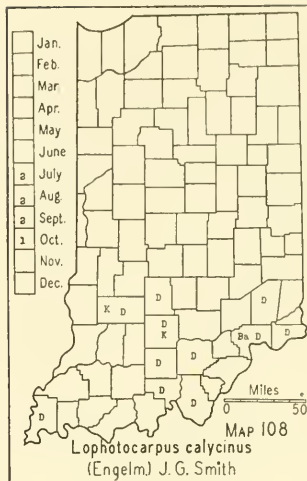 Jan.
Feb.
Mar.
Apr.
May
June
a July
a Aug.
a Sept.
1 Oct.
Nov.
Dec.
D
D
K D
D
K
Ba D
D
D
D
D
D
D
Miles
0 50
MAP 108
Lophotocarpus calycinus
(Engelm.) J. G. Smith